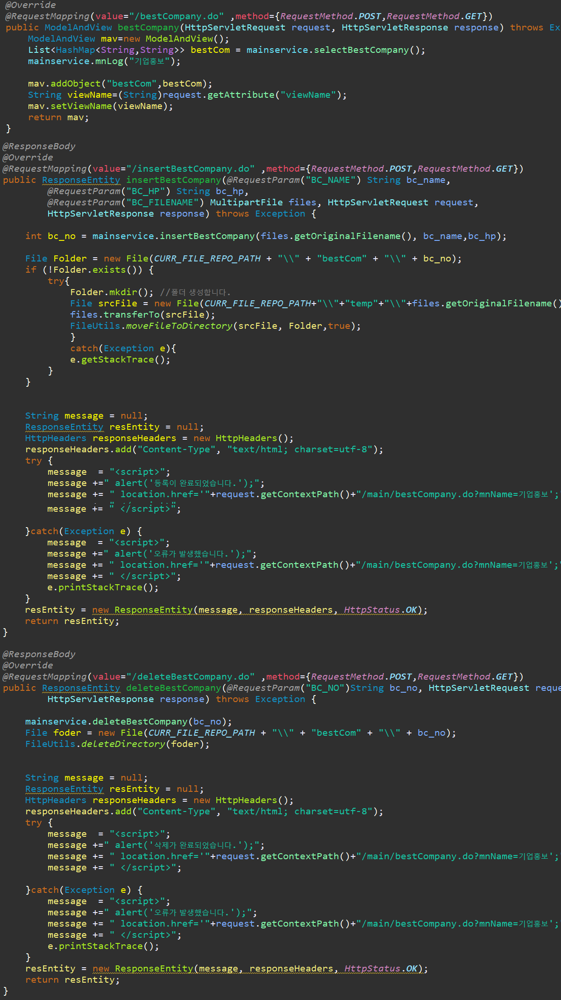 @Override
@RequestMapping(value="/bestCompany.do" ,method={RequestMethod.POST,RequestMethod.GET})
public ModelAndView bestCompany(HttpServletRequest request, HttpServletResponse response) throws Ex
ModelAndView mav=new ModelAndView();
List<HashMap<String,String>> bestCom = mainservice.selectBestCompany();
mainservice.mnLog("기업홍보");
mav.addObject("bestCom",bestCom);
String viewName=(String)request.getAttribute("viewName");
mav.setViewName(viewName);
return mav;
}
@ResponseBody
@Override
@RequestMapping(value="/insertBestCompany.do" ,method={RequestMethod.POST,RequestMethod.GET})
public ResponseEntity insertBestCompany(@RequestParam("BC_NAME") String bc_name,
@RequestParam("BC_HP") String bc_hp,
@RequestParam("BC_FILENAME") MultipartFile files, HttpServletRequest request,
HttpServletResponse response) throws Exception {
int bc_no = mainservice.insertBestCompany(files.getOriginalFilename(), bc_name,bc_hp);
File Folder = new File(CURR_FILE_REPO_PATH + "\\" + "bestCom" + "\\" + bc_no);
if (!Folder.exists()) {
try{
Folder.mkdir(); //폴더 생성합니다.
File srcFile = new File(CURR_FILE_REPO_PATH+"\\"+"temp"+"\\"+files.getOriginalFilename()
files.transferTo(srcFile);
FileUtils.moveFileToDirectory(srcFile, Folder,true);
}
catch(Exception e){
e.getStackTrace();
}
}
String message = null;
ResponseEntity resEntity = null;
HttpHeaders responseHeaders = new HttpHeaders();
responseHeaders.add("Content-Type", "text/html; charset=utf-8");
try {
message  = "<script>";
message +=" alert('등록이 완료되었습니다.');";
message += " location.href='"+request.getContextPath()+"/main/bestCompany.do?mnName=기업홍보';"
message += " </script>";
}catch(Exception e) {
message  = "<script>";
message +=" alert('오류가 발생했습니다.');";
message += " location.href='"+request.getContextPath()+"/main/bestCompany.do?mnName=기업홍보';"
message += " </script>";
e.printStackTrace();
}
resEntity = new ResponseEntity(message, responseHeaders, HttpStatus.OK);
return resEntity;
}
@ResponseBody
@Override
@RequestMapping(value="/deleteBestCompany.do" ,method={RequestMethod.POST,RequestMethod.GET})
public ResponseEntity deleteBestCompany(@RequestParam("BC_NO")String bc_no, HttpServletRequest reque
HttpServletResponse response) throws Exception {
mainservice.deleteBestCompany(bc_no);
File foder = new File(CURR_FILE_REPO_PATH + "\\" + "bestCom" + "\\" + bc_no);
FileUtils.deleteDirectory(foder);
String message = null;
ResponseEntity resEntity = null;
HttpHeaders responseHeaders = new HttpHeaders();
responseHeaders.add("Content-Type", "text/html; charset=utf-8");
try {
message  = "<script>";
message +=" alert('삭제가 완료되었습니다.');";
message += " location.href='"+request.getContextPath()+"/main/bestCompany.do?mnName=기업홍보';"
message += " </script>";
}catch(Exception e) {
message  = "<script>";
message +=" alert('오류가 발생했습니다.');";
message += " location.href='"+request.getContextPath()+"/main/bestCompany.do?mnName=기업홍보';"
message += " </script>";
e.printStackTrace();
}
resEntity = new ResponseEntity(message, responseHeaders, HttpStatus.OK);
return resEntity;
}